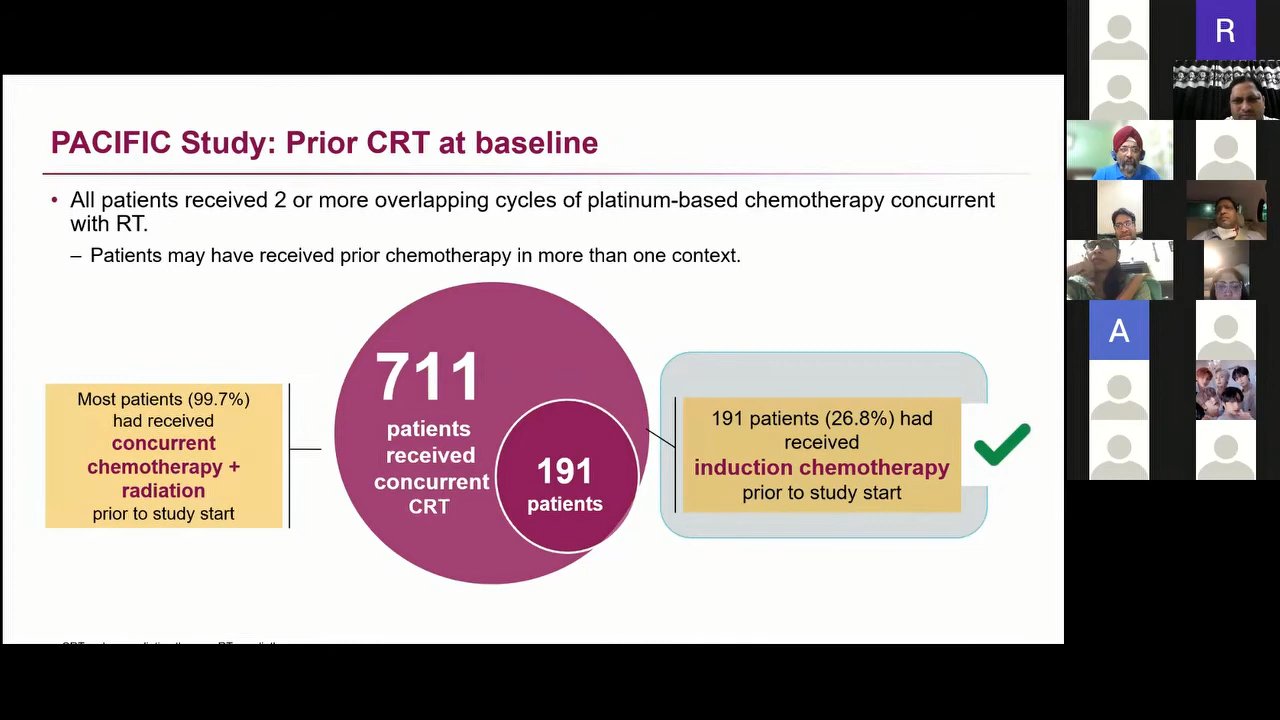 PACIFIC Study: Prior CRT at baseline
• All patients received 2 or more overlapping cycles of platinum-based chemotherapy concurrent
with RT.
– Patients may have received prior chemotherapy in more than one context.
Most patients (99.7%)
had received
concurrent
chemotherapy +
radiation
prior to study start
711
patients
received
concurrent
CRT
191
patients
191 patients (26.8%) had
received
induction chemotherapy
prior to study start
R
A